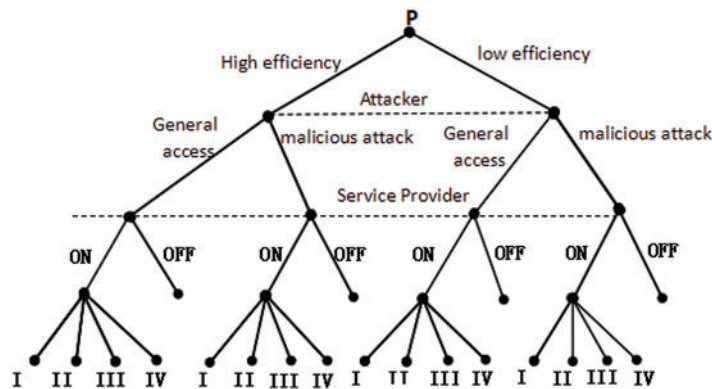 P
High efficiency
low efficiency
Attacker
General
access
malicious attack
General
access
malicious attack
Service Provider
ON OFF ON OFF ON OFF ON OFF
I II III IV I II III IV I II III IV I II III IV